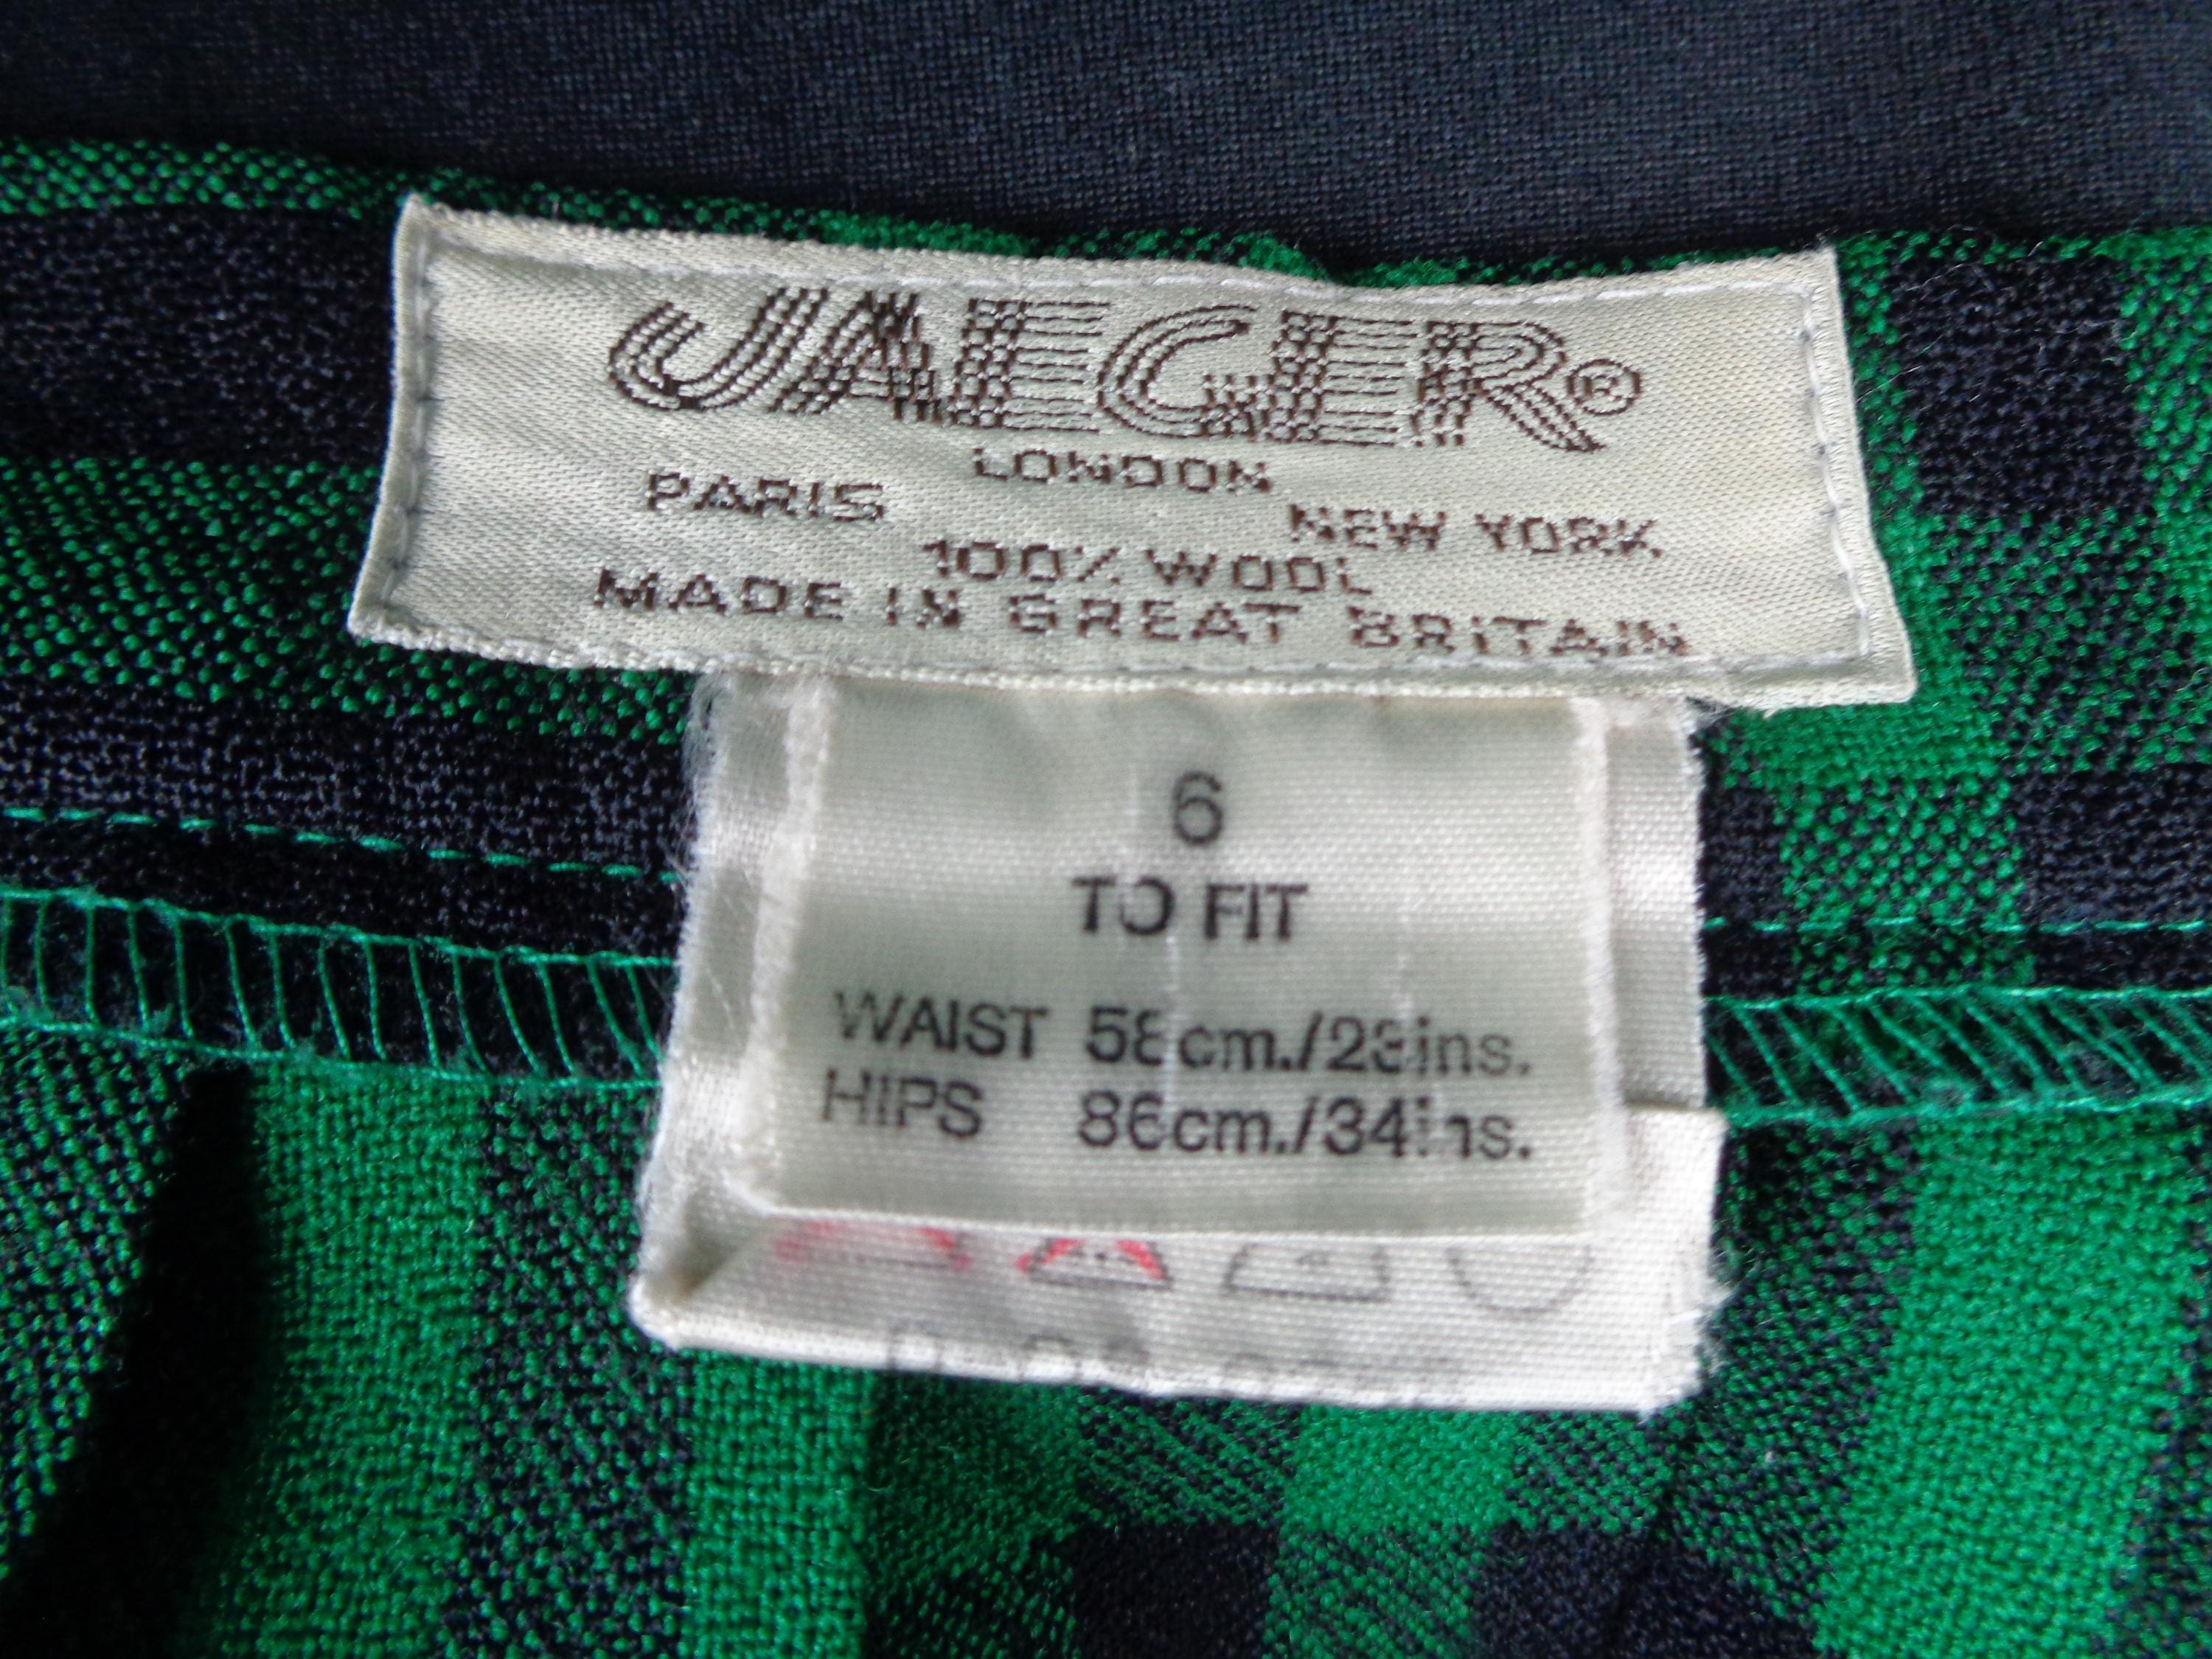 JAEGER®
LONDON
PARIS NEW YORK
100% WOOL
MADE IN GREAT BRITAIN
6
TO FIT
WAIST 58cm./23ins.
HIPS 86cm./34ins.